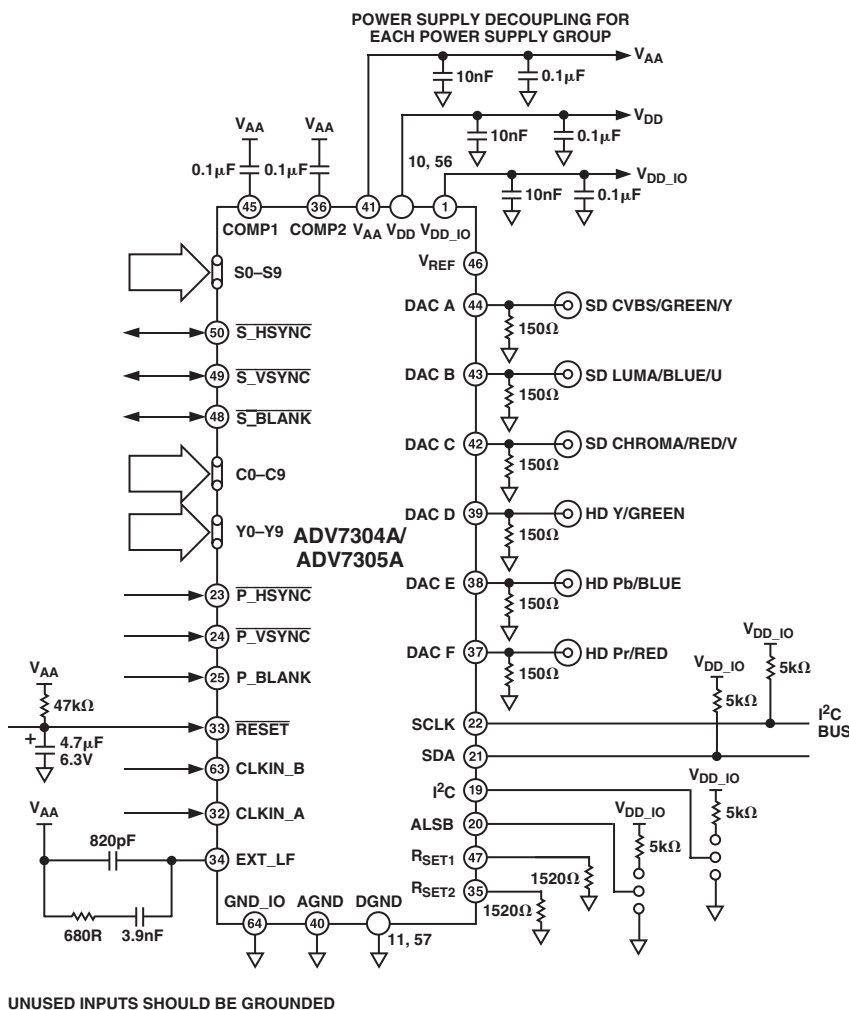 POWER SUPPLY DECOUPLING FOR
EACH POWER SUPPLY GROUP
VAA
10nF
0.1μF
VDD
10nF
0.1μF
VDD_IO
10nF
0.1μF
VAA
VAA
0.1μF
0.1μF
10, 56
45
36
41
1
COMP1
COMP2
VAA
VDD
VDD_IO
VREF
46
S0–S9
50
S_HSYNC
49
S_VSYNC
48
S_BLANK
C0–C9
Y0–Y9
ADV7304A/
ADV7305A
23
P_HSYNC
24
P_VSYNC
25
P_BLANK
VAA
47kΩ
33
RESET
+
4.7μF
6.3V
63
CLKIN_B
32
CLKIN_A
VAA
820pF
34
EXT_LF
680R
3.9nF
DAC A
44
150Ω
SD CVBS/GREEN/Y
DAC B
43
150Ω
SD LUMA/BLUE/U
DAC C
42
150Ω
SD CHROMA/RED/V
DAC D
39
150Ω
HD Y/GREEN
DAC E
38
150Ω
HD Pb/BLUE
DAC F
37
150Ω
HD Pr/RED
VDD_IO
5kΩ
VDD_IO
5kΩ
SCLK
22
I2C
BUS
SDA
21
I2C
19
VDD_IO
5kΩ
ALSB
20
VDD_IO
5kΩ
RSET1
47
1520Ω
RSET2
35
1520Ω
GND_IO
AGND
DGND
64
40
11, 57
UNUSED INPUTS SHOULD BE GROUNDED